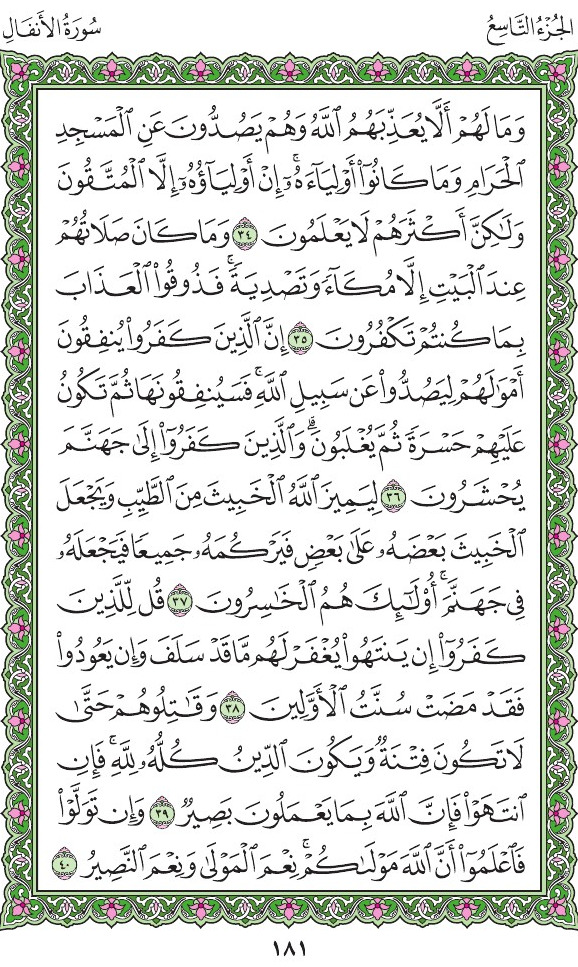 الجزء التاسع
سورة الأنفال
وَمَا لَهُمْ أَلَّا يُعَذِّبَهُمُ ٱللَّهُ وَهُمْ يَصُدُّونَ عَنِ ٱلْمَسْجِدِ
ٱلْحَرَامِ وَمَا كَانُوٓا۟ أَوْلِيَآءَهُۥٓ ۚ إِنْ أَوْلِيَآؤُهُۥٓ إِلَّا ٱلْمُتَّقُونَ
وَلَـٰكِنَّ أَكْثَرَهُمْ لَا يَعْلَمُونَ ٣٤ وَمَا كَانَ صَلَاتُهُمْ
عِندَ ٱلْبَيْتِ إِلَّا مُكَآءً وَتَصْدِيَةً ۚ فَذُوقُوا۟ ٱلْعَذَابَ
بِمَا كُنتُمْ تَكْفُرُونَ ٣٥ إِنَّ ٱلَّذِينَ كَفَرُوا۟ يُنفِقُونَ
أَمْوَٰلَهُمْ لِيَصُدُّوا۟ عَن سَبِيلِ ٱللَّهِ ۚ فَسَيُنفِقُونَهَا ثُمَّ تَكُونُ
عَلَيْهِمْ حَسْرَةً ثُمَّ يُغْلَبُونَ ۗ وَٱلَّذِينَ كَفَرُوٓا۟ إِلَىٰ جَهَنَّمَ
يُحْشَرُونَ ٣٦ لِيَمِيزَ ٱللَّهُ ٱلْخَبِيثَ مِنَ ٱلطَّيِّبِ وَيَجْعَلَ
ٱلْخَبِيثَ بَعْضَهُۥ عَلَىٰ بَعْضٍ فَيَرْكُمَهُۥ جَمِيعًا فَيَجْعَلَهُۥ
فِى جَهَنَّمَ ۚ أُو۟لَـٰٓئِكَ هُمُ ٱلْخَـٰسِرُونَ ٣٧ قُل لِّلَّذِينَ
كَفَرُوٓا۟ إِن يَنتَهُوا۟ يُغْفَرْ لَهُم مَّا قَدْ سَلَفَ وَإِن يَعُودُوا۟
فَقَدْ مَضَتْ سُنَّتُ ٱلْأَوَّلِينَ ٣٨ وَقَـٰتِلُوهُمْ حَتَّىٰ
لَا تَكُونَ فِتْنَةٌ وَيَكُونَ ٱلدِّينُ كُلُّهُۥ لِلَّهِ ۚ فَإِنِ
ٱنتَهَوْا۟ فَإِنَّ ٱللَّهَ بِمَا يَعْمَلُونَ بَصِيرٌ ٣٩ وَإِن تَوَلَّوْا۟
فَٱعْلَمُوٓا۟ أَنَّ ٱللَّهَ مَوْلَىٰكُمْ ۚ نِعْمَ ٱلْمَوْلَىٰ وَنِعْمَ ٱلنَّصِيرُ ٤٠
١٨١